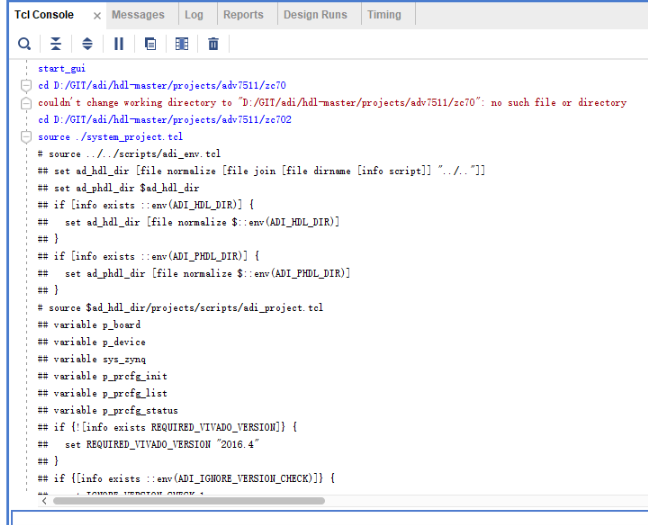 Tcl Console × Messages Log Reports Design Runs Timing
start_gui
cd D:/GIT/adi/hdl-master/projects/adv7511/zc70
couldn't change working directory to "D:/GIT/adi/hdl-master/projects/adv7511/zc70": no such file or directory
cd D:/GIT/adi/hdl-master/projects/adv7511/zc702
source ./system_project.tcl
# source ../../scripts/adi_env.tcl
## set ad_hdl_dir [file normalize [file join [file dirname [info script]] "../.."]]
## set ad_phdl_dir $ad_hdl_dir
## if [info exists ::env(ADI_HDL_DIR)] {
##   set ad_hdl_dir [file normalize $::env(ADI_HDL_DIR)]
## }
## if [info exists ::env(ADI_PHDL_DIR)] {
##   set ad_phdl_dir [file normalize $::env(ADI_PHDL_DIR)]
## }
# source $ad_hdl_dir/projects/scripts/adi_project.tcl
## variable p_board
## variable p_device
## variable sys_zynq
## variable p_prcfg_init
## variable p_prcfg_list
## variable p_prcfg_status
## if {![info exists REQUIRED_VIVADO_VERSION]} {
##   set REQUIRED_VIVADO_VERSION "2016.4"
## }
## if {[info exists ::env(ADI_IGNORE_VERSION_CHECK)]} {